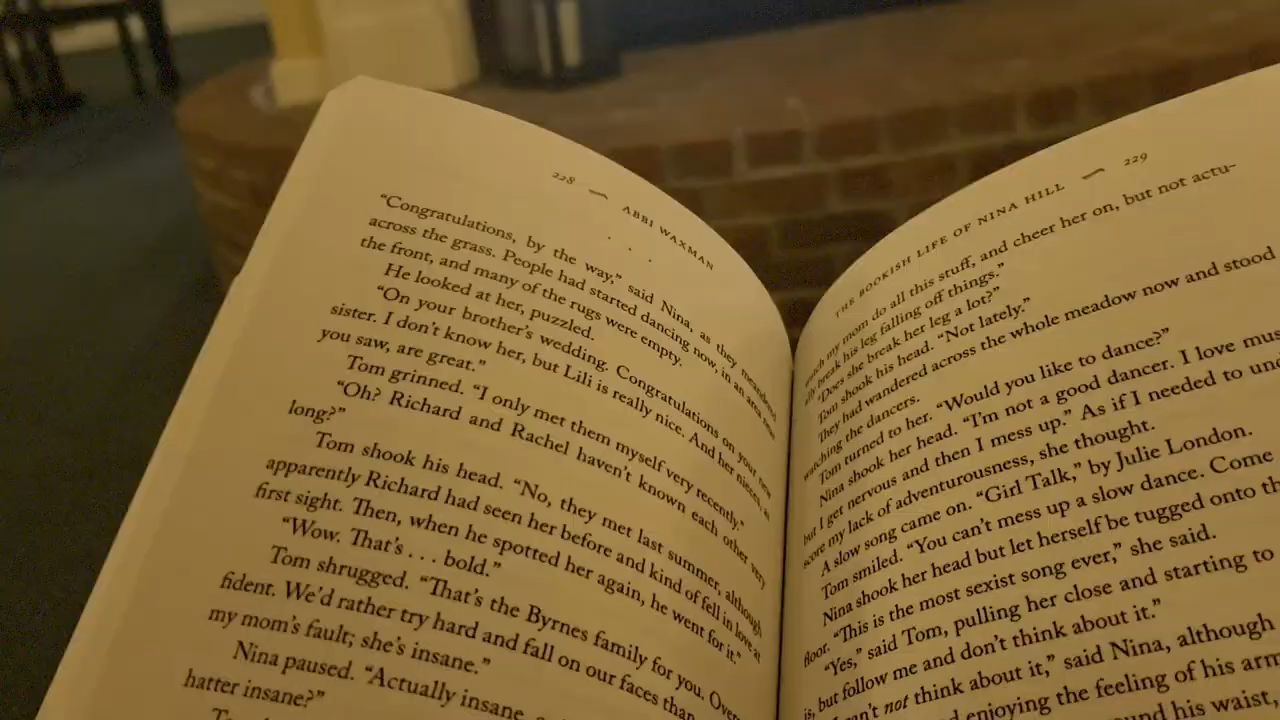 228 ABBI WAXMAN
“Congratulations, by the way,” said Nina, as they meandered
across the grass. People had started dancing now, in an area near
the front, and many of the rugs were empty.
He looked at her, puzzled.
“On your brother’s wedding. Congratulations on your new
sister. I don’t know her, but Lili is really nice. And her nieces, as
you saw, are great.”
Tom grinned. “I only met them myself very recently.”
“Oh? Richard and Rachel haven’t known each other very
long?”
Tom shook his head. “No, they met last summer, although
apparently Richard had seen her before and kind of fell in love at
first sight. Then, when he spotted her again, he went for it.”
“Wow. That’s . . . bold.”
Tom shrugged. “That’s the Byrnes family for you. Over
fident. We’d rather try hard and fall on our faces than
my mom’s fault; she’s insane.”
Nina paused. “Actually insane
hatter insane?”
THE BOOKISH LIFE OF NINA HILL 229
watch my mom do all this stuff, and cheer her on, but not actu-
ally break his leg falling off things.”
“Does she break her leg a lot?”
Tom shook his head. “Not lately.”
They had wandered across the whole meadow now and stood
watching the dancers.
Tom turned to her. “Would you like to dance?”
Nina shook her head. “I’m not a good dancer. I love mus
but I get nervous and then I mess up.” As if I needed to und
score my lack of adventurousness, she thought.
A slow song came on. “Girl Talk,” by Julie London.
Tom smiled. “You can’t mess up a slow dance. Come
Nina shook her head but let herself be tugged onto th
floor. “This is the most sexist song ever,” she said.
“Yes,” said Tom, pulling her close and starting to
is, but follow me and don’t think about it.”
can’t not think about it,” said Nina, although
enjoying the feeling of his arm
his waist,